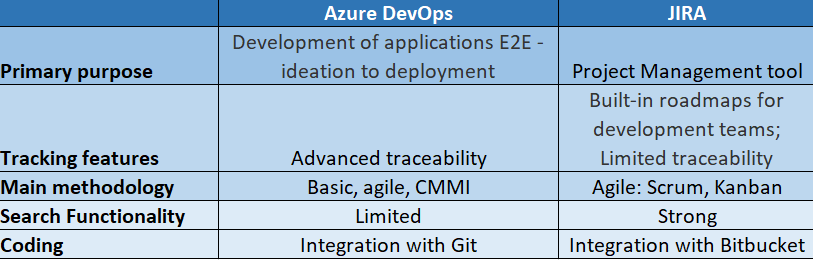 Azure DevOps JIRA
Primary purpose Development of applications E2E - ideation to deployment Project Management tool
Tracking features Advanced traceability Built-in roadmaps for development teams; Limited traceability
Main methodology Basic, agile, CMMI Agile: Scrum, Kanban
Search Functionality Limited Strong
Coding Integration with Git Integration with Bitbucket